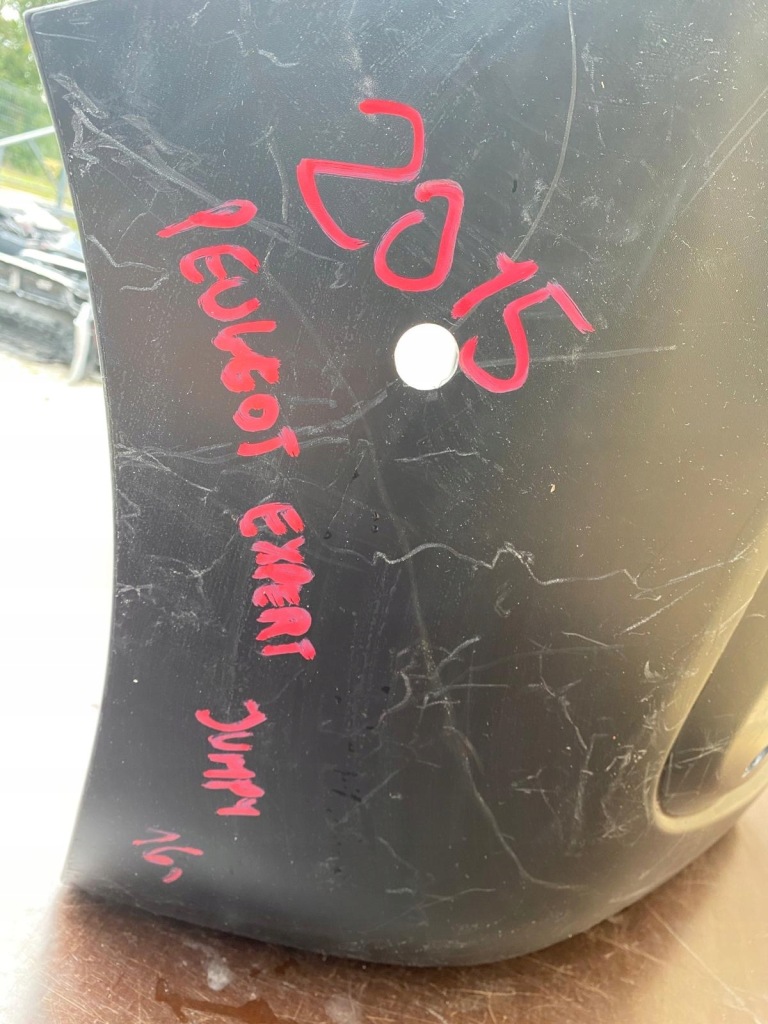 2015
PEUGEOT EXPERT JUMPY 16,